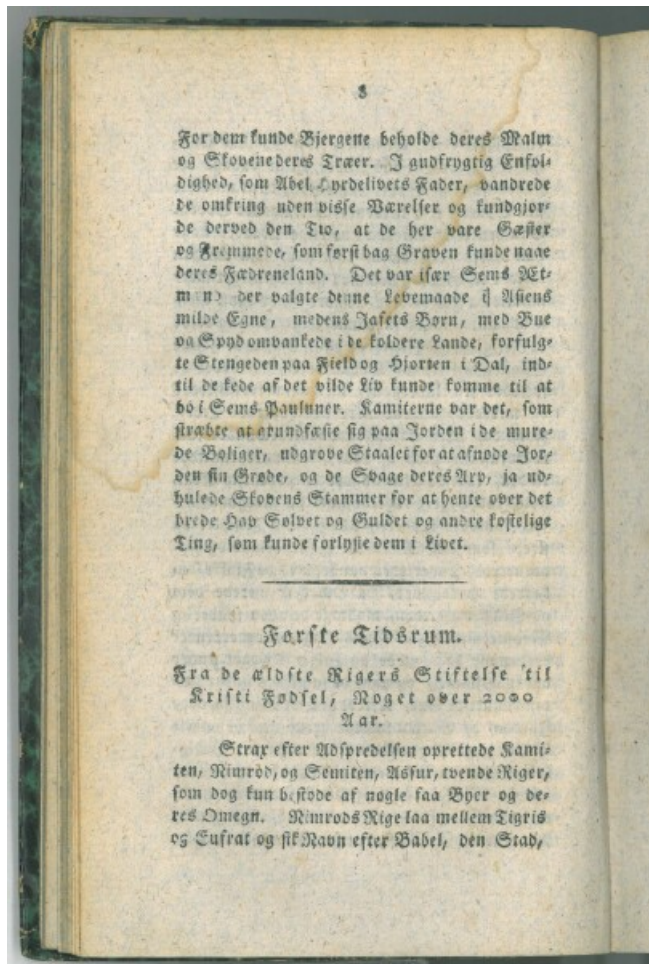 8
For dem kunde Bjergene beholde deres Malm
og Skovene deres Træer. I gudfrygtig Enfol-
dighed, som Abel Hyrdelivets Fader, vandrede
de omkring uden visse Værelser og kundgjor-
de derved den Tro, at de her vare Gæster
og Fremmede, som først bag Graven kunde naae
deres Fædreneland. Det var især Sems Æt-
mænd der valgte denne Levemaade i Asiens
milde Egne, medens Jafets Børn, med Bue
og Spyd omvankede i de koldere Lande, forfulg-
te Stengeden paa Field og Hjorten i Dal, ind-
til de kede af det vilde Liv kunde komme til at
bo i Sems Pauluner. Kamiterne var det, som
stræbte at grundfæste sig paa Jorden i de mure-
de Boliger, udgrove Staalet for at afnøde Jor-
den sin Grøde, og de Svage deres Arv, ja ud-
hulede Skovens Stammer for at hente over det
brede Hav Sølvet og Guldet og andre kostelige
Ting, som kunde forlyste dem i Livet.
Første Tidsrum.
Fra de ældste Rigers Stiftelse til
Kristi Fødsel, Noget over 2000
Aar.
Strax efter Adspredelsen oprettede Kami-
ten, Nimrod, og Semiten, Assur, tvende Riger,
som dog kun bestode af nogle faa Byer og de-
res Omegn. Nimrods Rige laa mellem Tigris
og Eufrat og fik Navn efter Babel, den Stad,